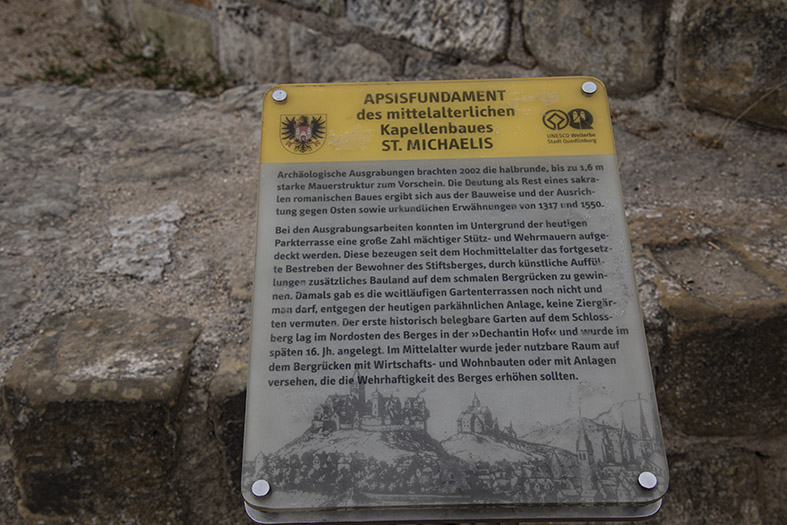 APSISFUNDAMENT
des mittelalterlichen
Kapellenbaues
ST. MICHAELIS
UNESCO Welterbe
Stadt Quedlinburg
Archäologische Ausgrabungen brachten 2002 die halbrunde, bis zu 1,6 m
starke Mauerstruktur zum Vorschein. Die Deutung als Rest eines sakra-
len romanischen Baues ergibt sich aus der Bauweise und der Ausrich-
tung gegen Osten sowie urkundlichen Erwähnungen von 1317 und 1550.
Bei den Ausgrabungsarbeiten konnten im Untergrund der heutigen
Parkterrasse eine große Zahl mächtiger Stütz- und Wehrmauern aufge-
deckt werden. Diese bezeugen seit dem Hochmittelalter das fortgesetz-
te Bestreben der Bewohner des Stiftsberges, durch künstliche Auffül-
lungen zusätzliches Bauland auf dem schmalen Bergrücken zu gewin-
nen. Damals gab es die weitläufigen Gartenterrassen noch nicht und
man darf, entgegen der heutigen parkähnlichen Anlage, keine Ziergär-
ten vermuten. Der erste historisch belegbare Garten auf dem Schloss-
berg lag im Nordosten des Berges in der »Dechantin Hof« und wurde im
späten 16. Jh. angelegt. Im Mittelalter wurde jeder nutzbare Raum auf
dem Bergrücken mit Wirtschafts- und Wohnbauten oder mit Anlagen
versehen, die die Wehrhaftigkeit des Berges erhöhen sollten.